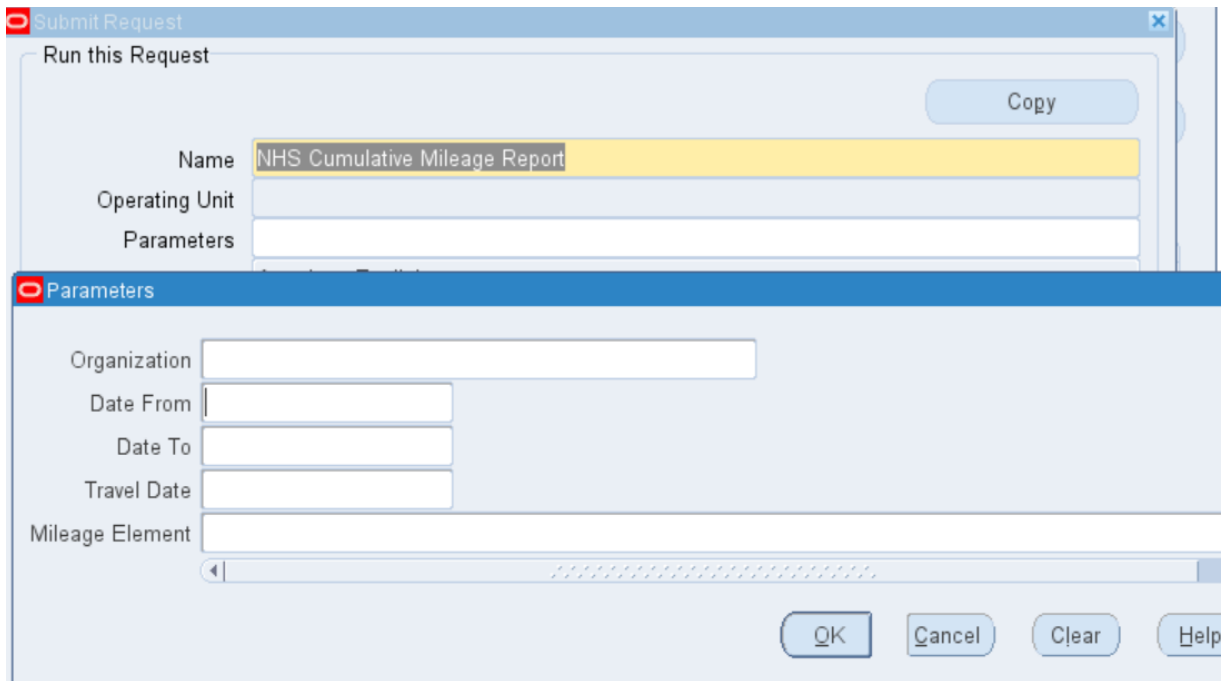 Submit Request
Run this Request
Copy
Name NHS Cumulative Mileage Report
Operating Unit
Parameters
Parameters
Organization
Date From
Date To
Travel Date
Mileage Element
OK Cancel Clear Help